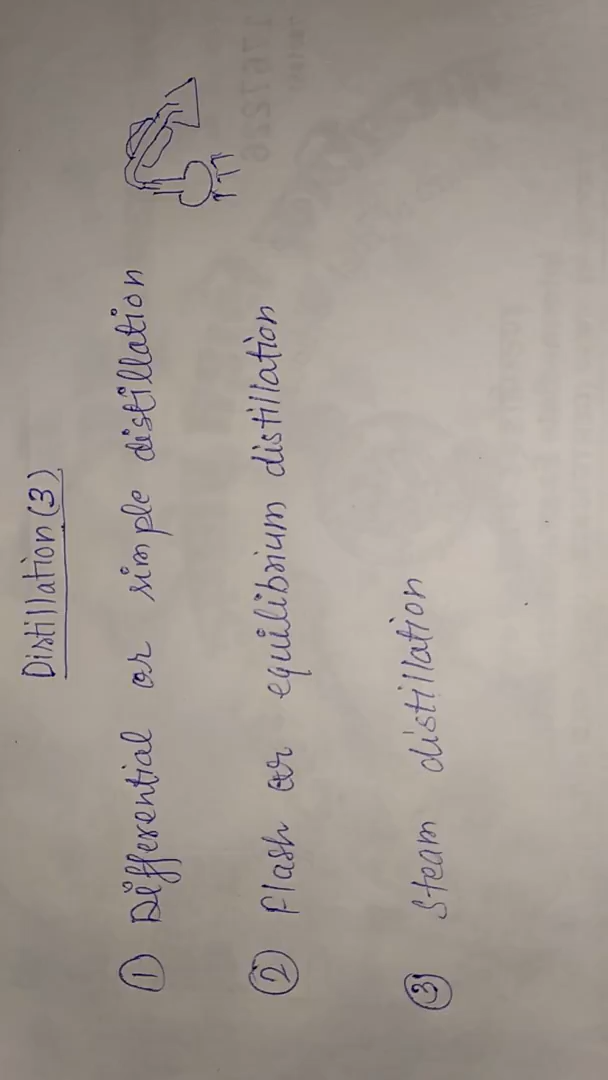 Distillation (3)
① Differential or simple distillation
② Flash or equilibrium distillation
③ Steam distillation